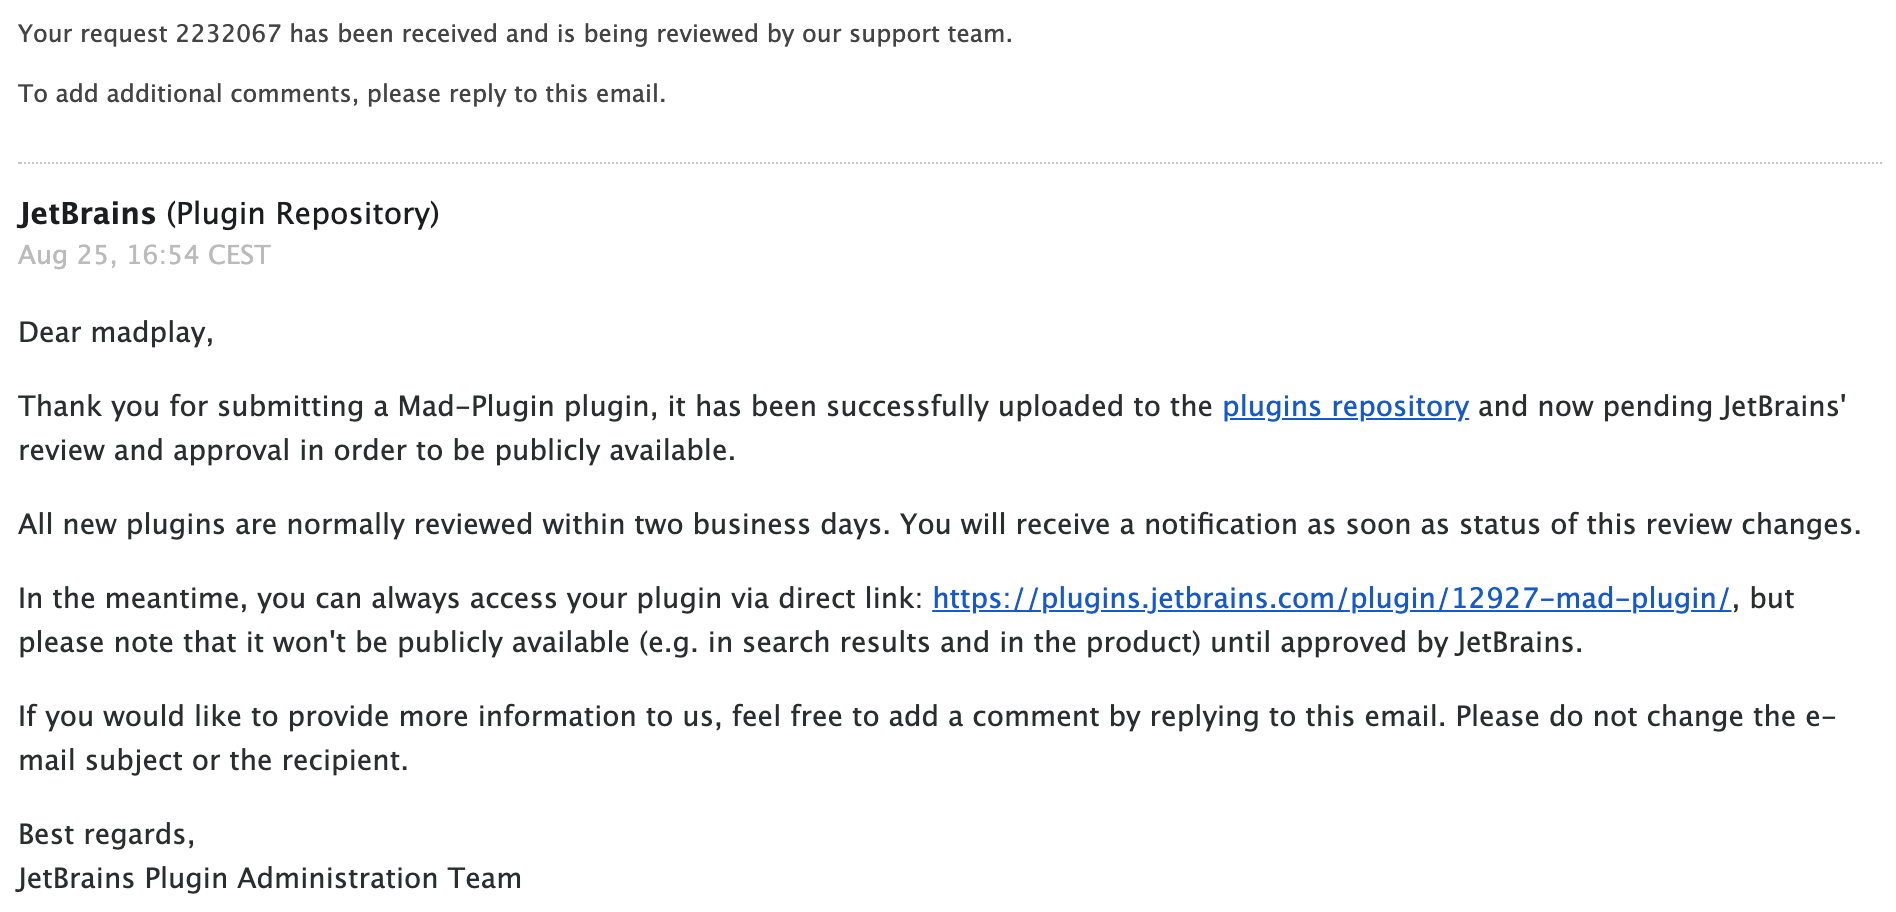 Your request 2232067 has been received and is being reviewed by our support team.
To add additional comments, please reply to this email.
JetBrains (Plugin Repository)
Aug 25, 16:54 CEST
Dear madplay,
Thank you for submitting a Mad-Plugin plugin, it has been successfully uploaded to the plugins repository and now pending JetBrains'
review and approval in order to be publicly available.
All new plugins are normally reviewed within two business days. You will receive a notification as soon as status of this review changes.
In the meantime, you can always access your plugin via direct link: https://plugins.jetbrains.com/plugin/12927-mad-plugin/, but
please note that it won't be publicly available (e.g. in search results and in the product) until approved by JetBrains.
If you would like to provide more information to us, feel free to add a comment by replying to this email. Please do not change the e-
mail subject or the recipient.
Best regards,
JetBrains Plugin Administration Team